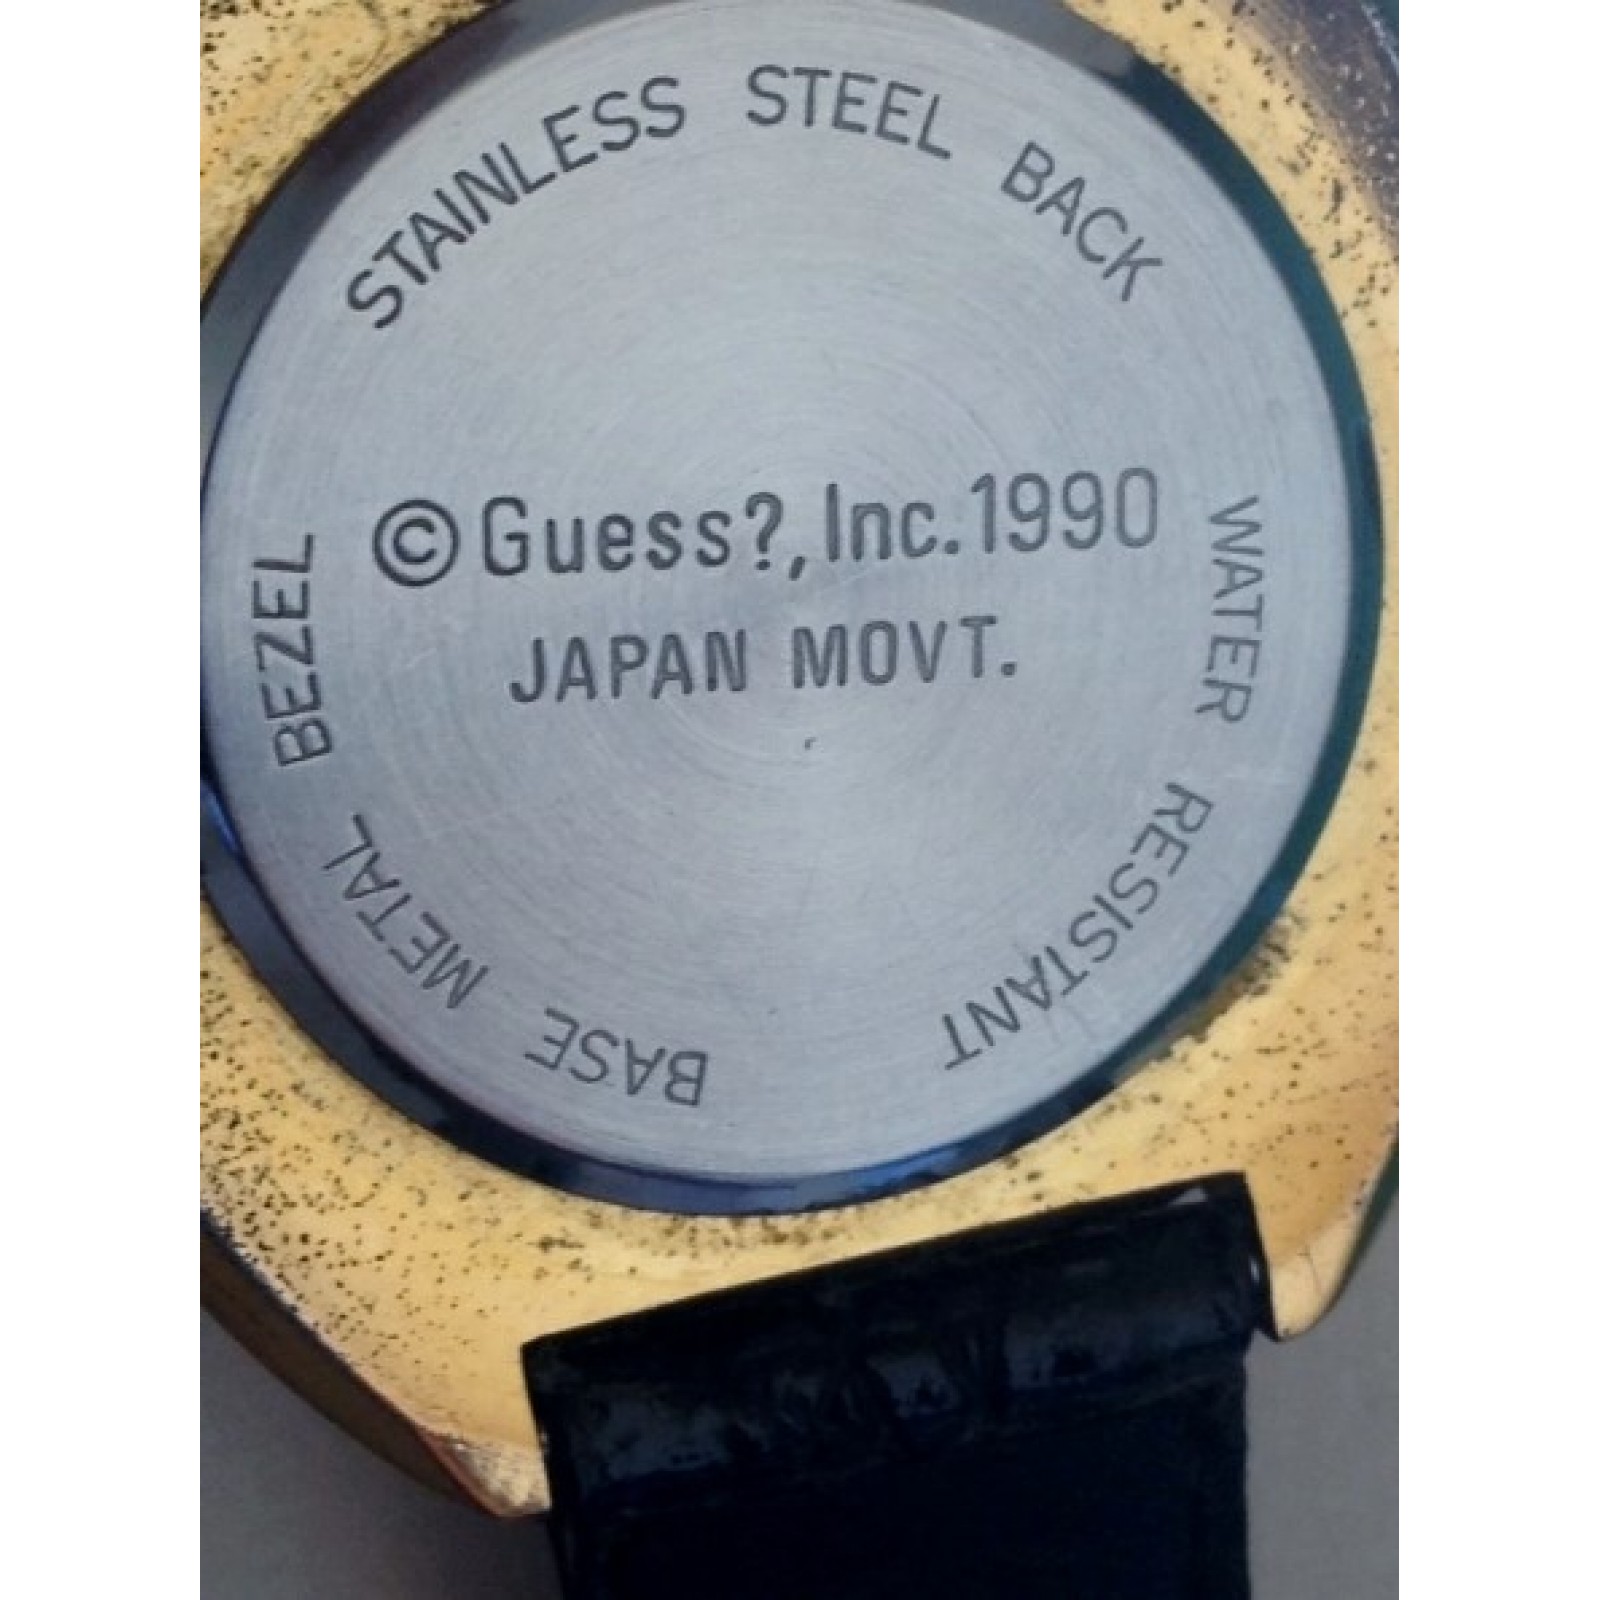 STAINLESS STEEL BACK
©Guess?, Inc. 1990
JAPAN MOVT.
WATER RESISTANT
BASE METAL BEZEL